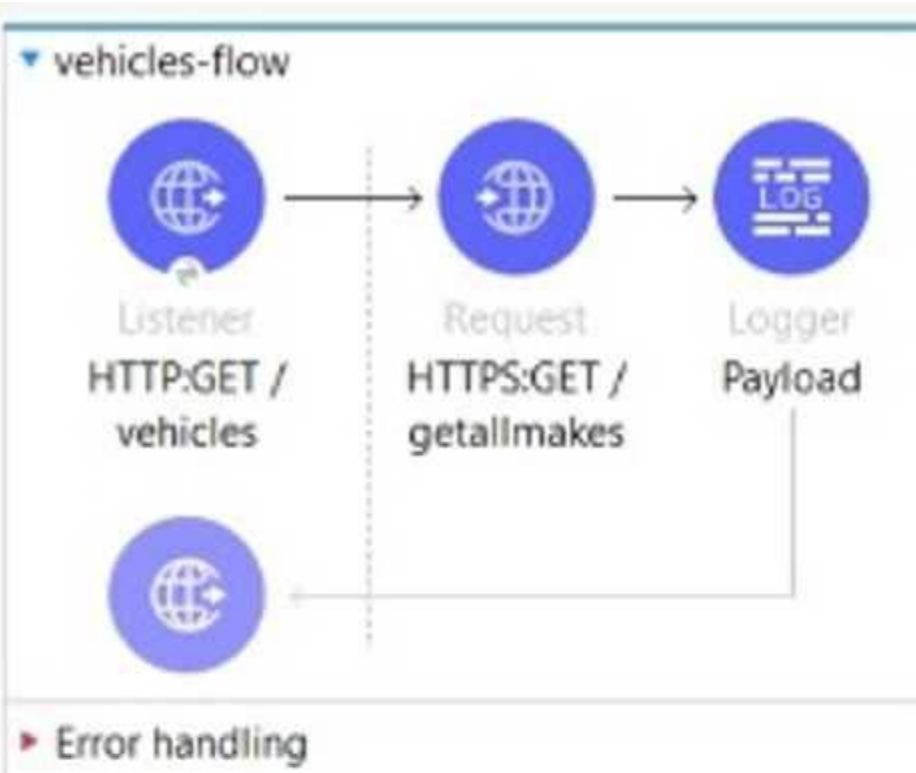 vehicles-flow
LOG
Listener
Request
Logger
HTTP:GET /
vehicles
HTTPS:GET /
getallmakes
Payload
Error handling